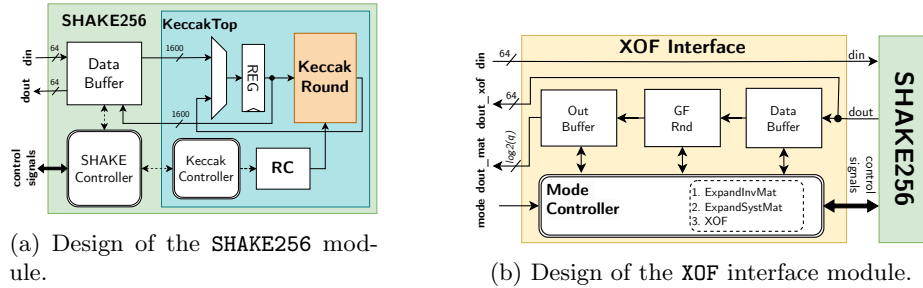 SHAKE256
KeccakTop
din
64
dout
64
Data
Buffer
1600
1600
REG
Keccak
Round
control
signals
SHAKE
Controller
Keccak
Controller
RC
(a) Design of the SHAKE256 mod-
ule.
XOF Interface
din
64
din
dout_xof
64
dout
Out
Buffer
GF
Rnd
Data
Buffer
dout_mat
log2(q)
mode
Mode
Controller
1. ExpandInvMat
2. ExpandSystMat
3. XOF
control
signals
SHAKE256
(b) Design of the XOF interface module.